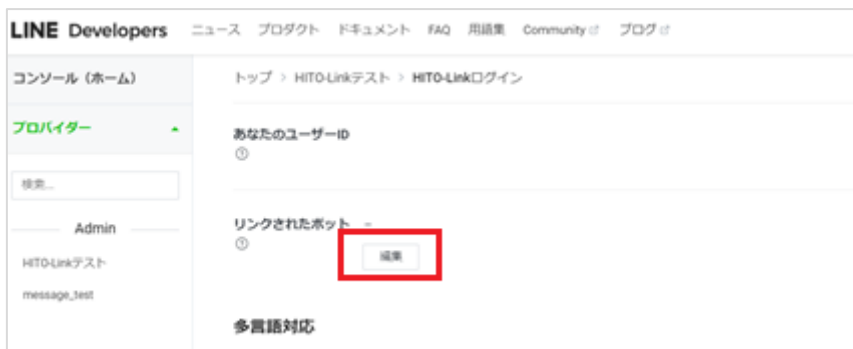 LINE Developers ニュース プロダクト ドキュメント FAQ 用語集 Community ブログ
コンソール（ホーム）
トップ > HITO-Linkテスト > HITO-Linkログイン
プロバイダー
あなたのユーザーID
検索...
Admin
リンクされたボット -
編集
HITO-Linkテスト
message_test
多言語対応